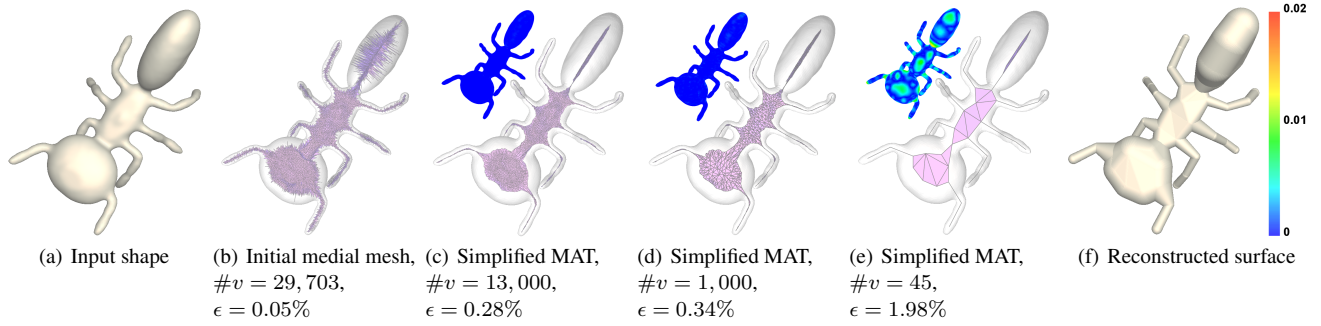 0.02
0.01
0
(a) Input shape
(b) Initial medial mesh,
#v = 29, 703,
ϵ = 0.05%
(c) Simplified MAT,
#v = 13, 000,
ϵ = 0.28%
(d) Simplified MAT,
#v = 1, 000,
ϵ = 0.34%
(e) Simplified MAT,
#v = 45,
ϵ = 1.98%
(f) Reconstructed surface